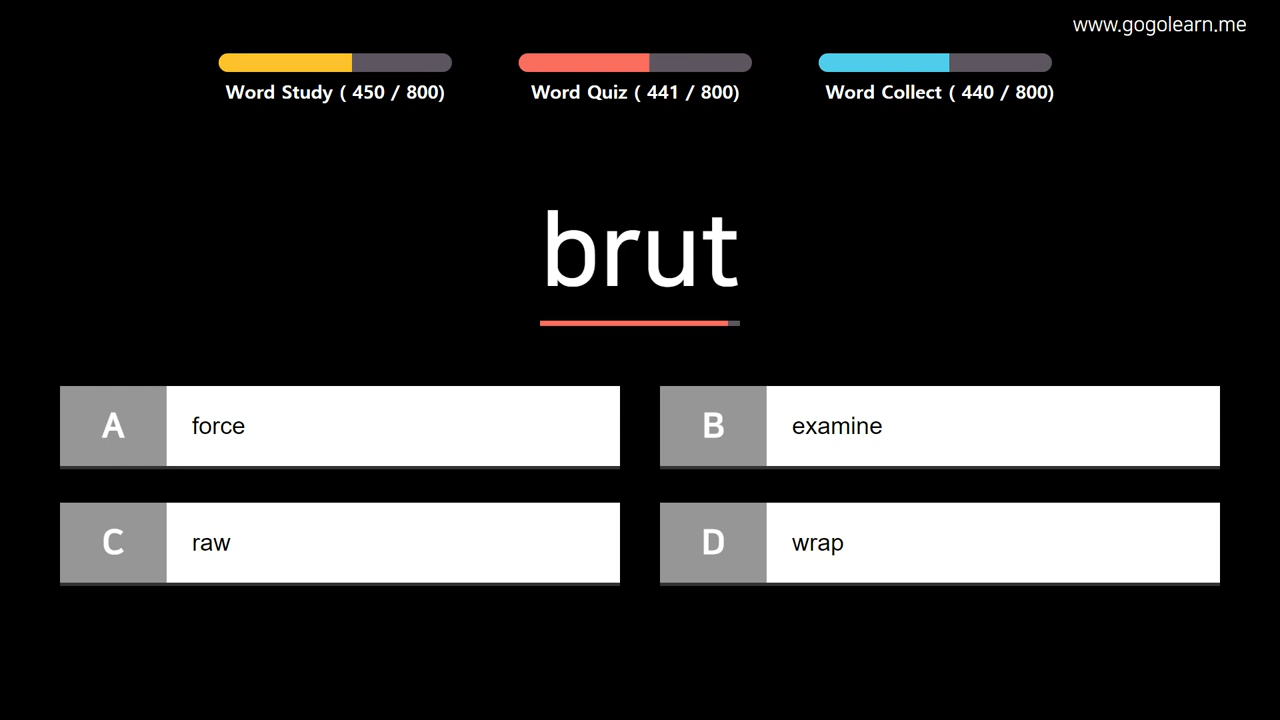 www.gogolearn.me
Word Study ( 450 / 800)
Word Quiz ( 441 / 800)
Word Collect ( 440 / 800)
brut
A force
B examine
C raw
D wrap